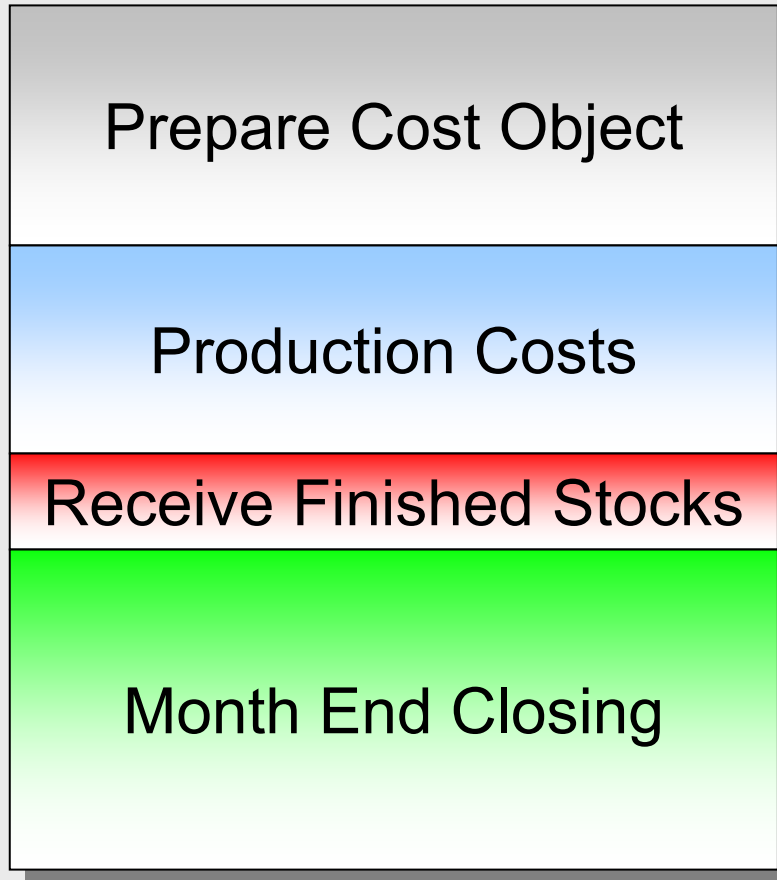 Prepare Cost Object
Production Costs
Receive Finished Stocks
Month End Closing